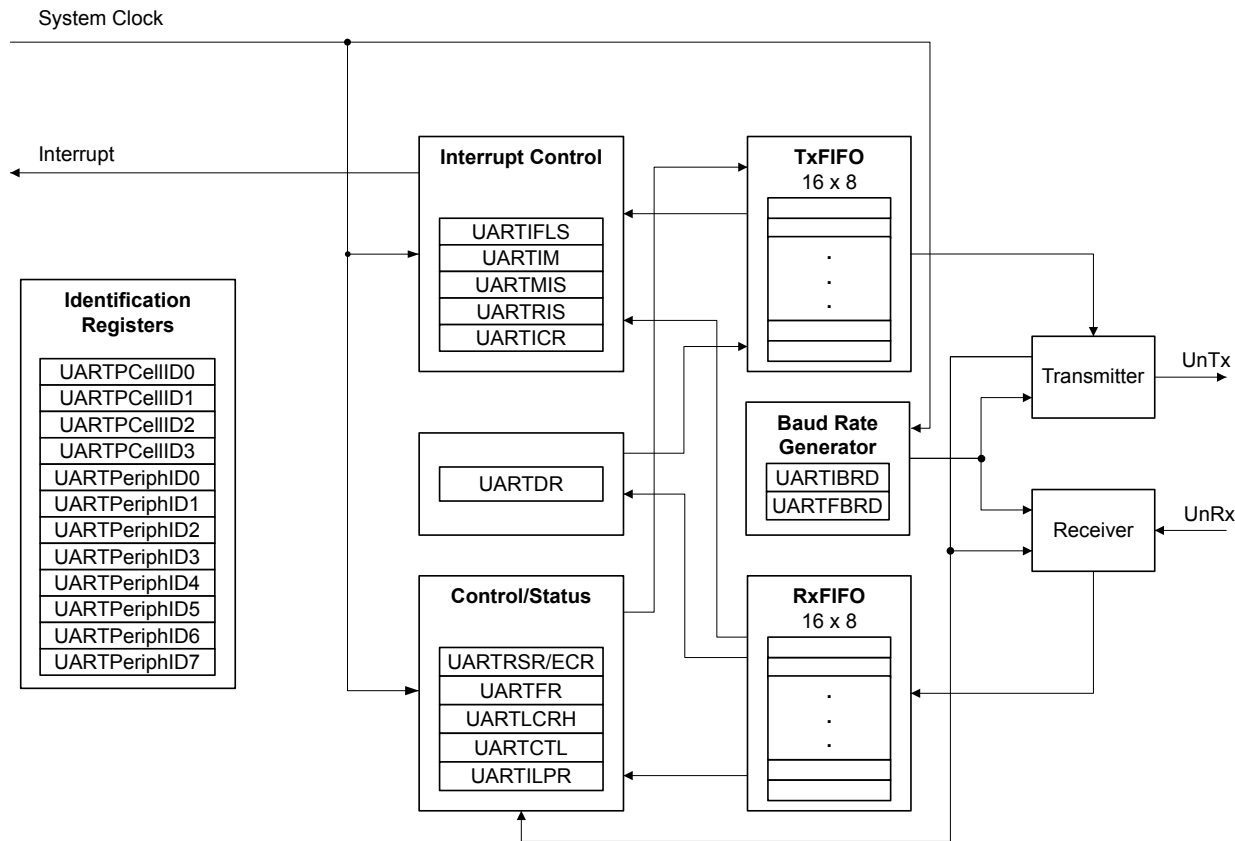 System Clock
Interrupt
Interrupt Control
UARTIFLS
UARTIM
UARTMIS
UARTRIS
UARTICR
TxFIFO
16 x 8
.
.
.
Identification
Registers
UARTPCellID0
UARTPCellID1
UARTPCellID2
UARTPCellID3
UARTPeriphID0
UARTPeriphID1
UARTPeriphID2
UARTPeriphID3
UARTPeriphID4
UARTPeriphID5
UARTPeriphID6
UARTPeriphID7
Transmitter
UnTx
UARTDR
Baud Rate
Generator
UARTIBRD
UARTFBRD
Receiver
UnRx
Control/Status
UARTRSR/ECR
UARTFR
UARTLCRH
UARTCTL
UARTILPR
RxFIFO
16 x 8
.
.
.